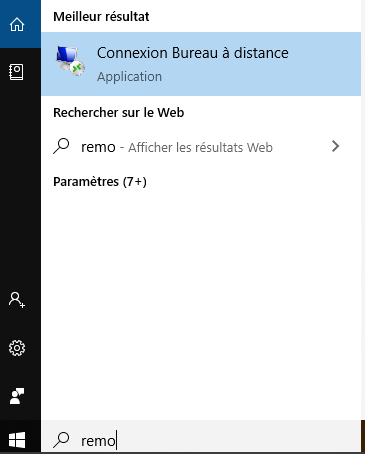 Meilleur résultat
Connexion Bureau à distance
Application
Rechercher sur le Web
remo - Afficher les résultats Web
Paramètres (7+)
remo